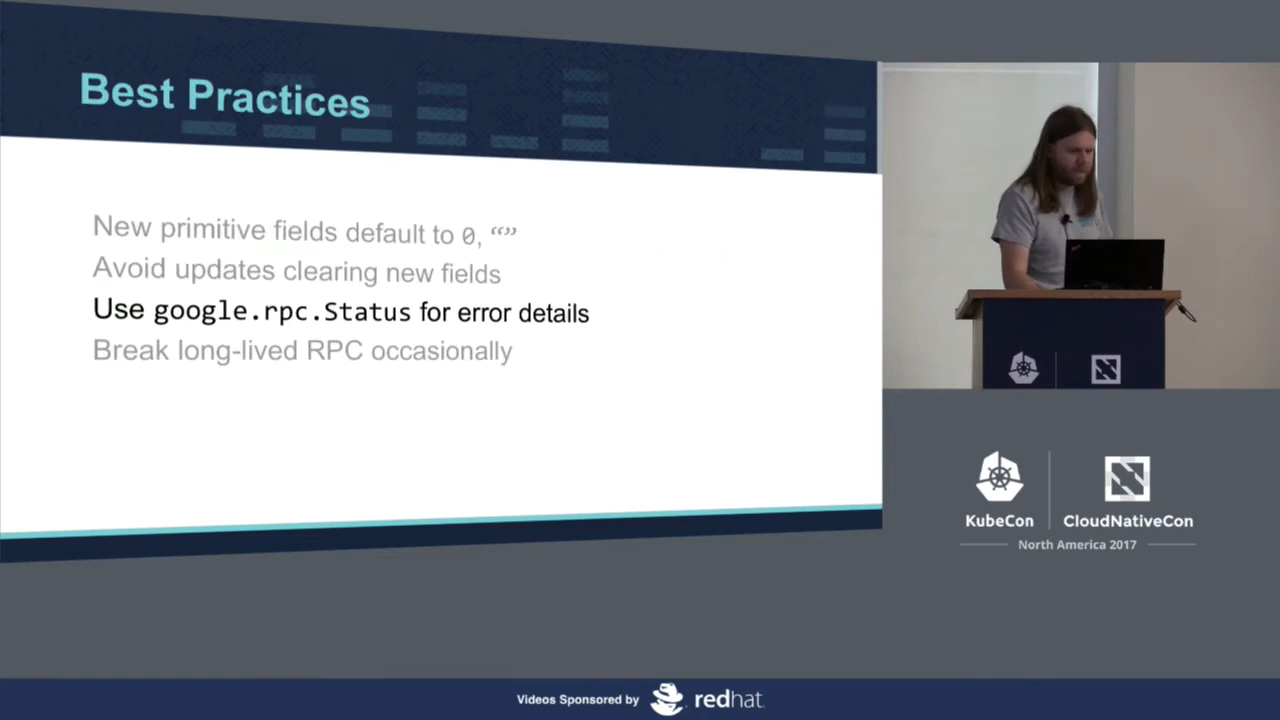 Best Practices
New primitive fields default to 0, “”
Avoid updates clearing new fields
Use google.rpc.Status for error details
Break long-lived RPC occasionally
KubeCon
CloudNativeCon
North America 2017
Videos Sponsored by
redhat